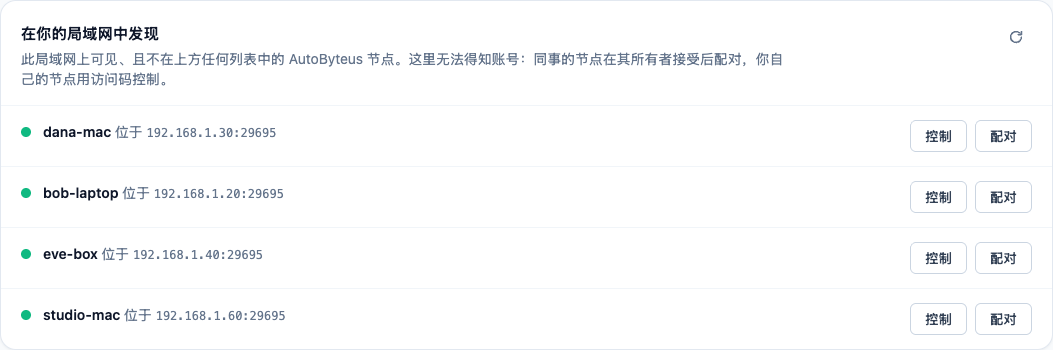 在你的局域网中发现
此局域网上可见、且不在上方任何列表中的 AutoByteus 节点。这里无法得知账号：同事的节点在其所有者接受后配对，你自
己的节点用访问码控制。
dana-mac 位于 192.168.1.30:29695 控制 配对
bob-laptop 位于 192.168.1.20:29695 控制 配对
eve-box 位于 192.168.1.40:29695 控制 配对
studio-mac 位于 192.168.1.60:29695 控制 配对